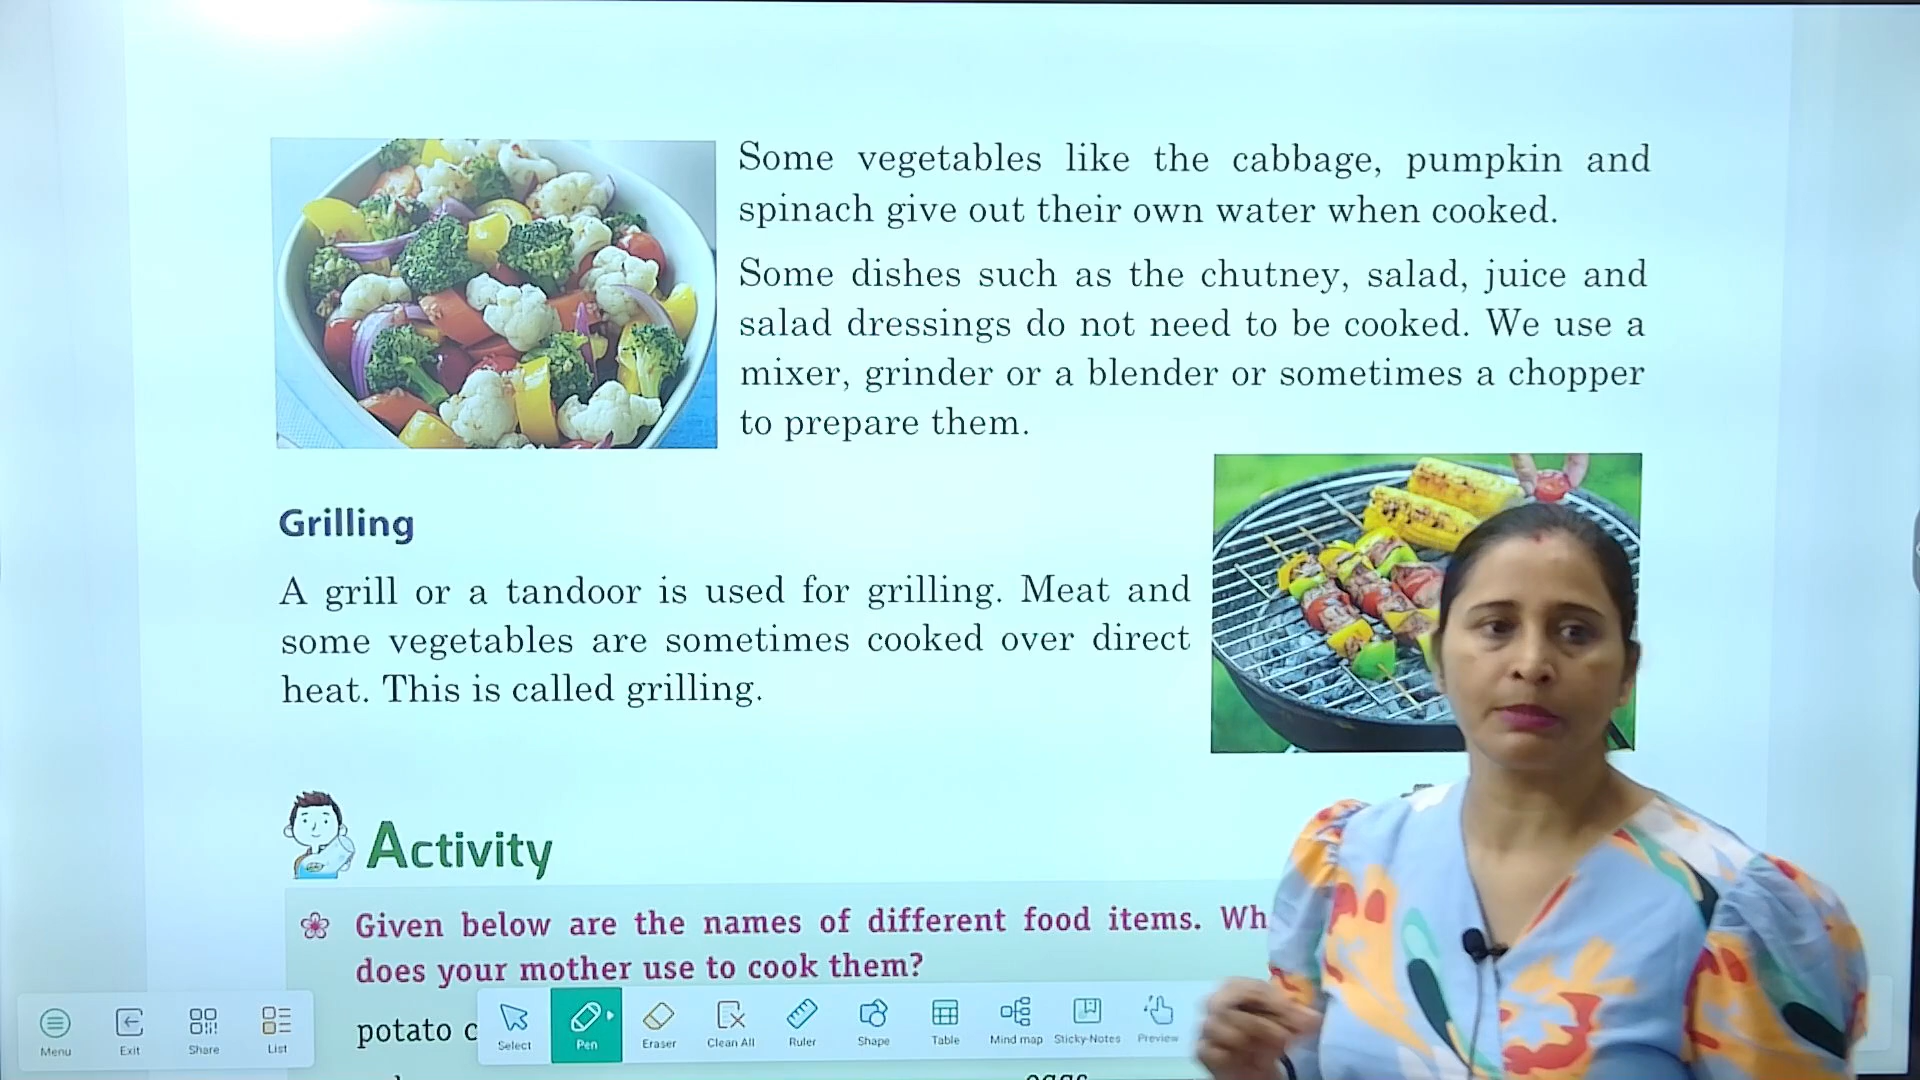 Some vegetables like the cabbage, pumpkin and
spinach give out their own water when cooked.
Some dishes such as the chutney, salad, juice and
salad dressings do not need to be cooked. We use a
mixer, grinder or a blender or sometimes a chopper
to prepare them.
Grilling
A grill or a tandoor is used for grilling. Meat and
some vegetables are sometimes cooked over direct
heat. This is called grilling.
Activity
Given below are the names of different food items. Wh
does your mother use to cook them?
potato c
Menu
Exit
Share
List
Select
Pen
Eraser
Clean All
Ruler
Shape
Table
Mind map
Sticky-Notes
Preview